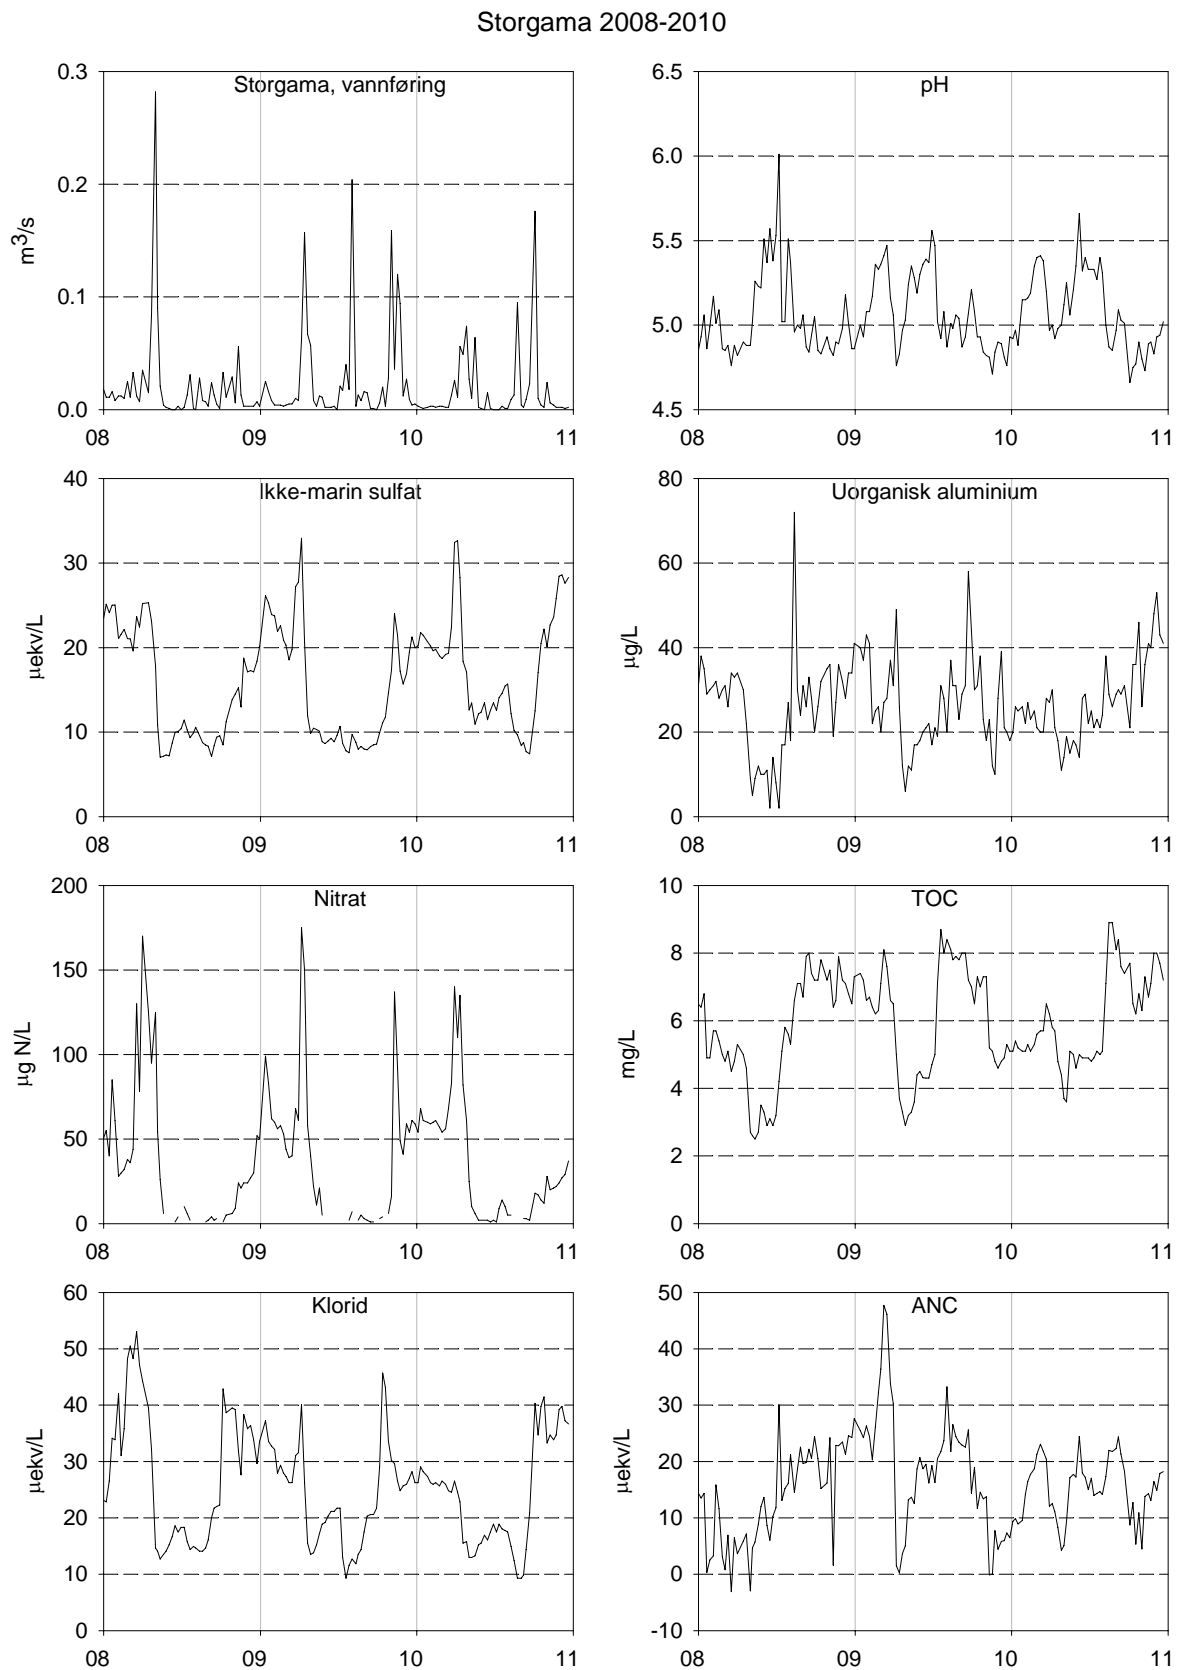 Storgama 2008-2010
Storgama, vannføring
m3/s
0.3
0.2
0.1
0.0
08 09 10 11
pH
6.5
6.0
5.5
5.0
4.5
08 09 10 11
Ikke-marin sulfat
µekv/L
40
30
20
10
0
08 09 10 11
Uorganisk aluminium
µg/L
80
60
40
20
0
08 09 10 11
Nitrat
µg N/L
200
150
100
50
0
08 09 10 11
TOC
mg/L
10
8
6
4
2
0
08 09 10 11
Klorid
µekv/L
60
50
40
30
20
10
0
08 09 10 11
ANC
µekv/L
50
40
30
20
10
0
-10
08 09 10 11